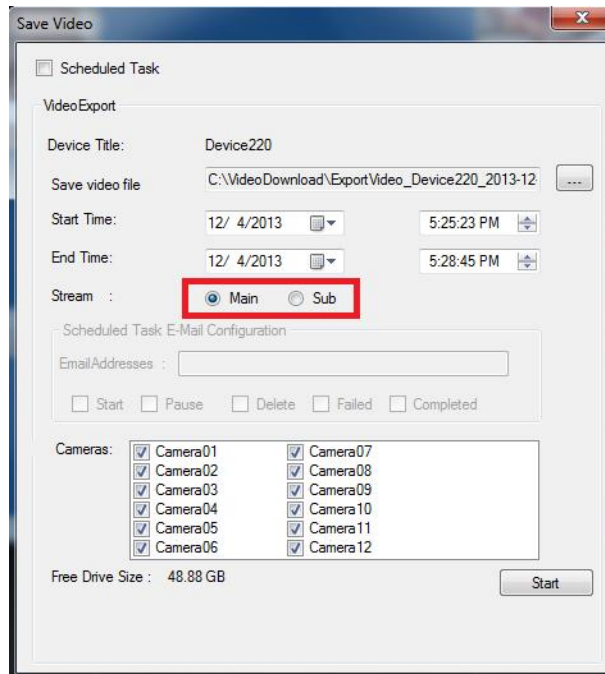 Save Video
Scheduled Task
VideoExport
Device Title: Device220
Save video file C:\VideoDownload\ExportVideo_Device220_2013-12- ...
Start Time: 12/ 4/2013 5:25:23 PM
End Time: 12/ 4/2013 5:28:45 PM
Stream : Main Sub
Scheduled Task E-Mail Configuration
EmailAddresses :
Start Pause Delete Failed Completed
Cameras: Camera01 Camera07
Camera02 Camera08
Camera03 Camera09
Camera04 Camera10
Camera05 Camera11
Camera06 Camera12
Free Drive Size : 48.88 GB Start